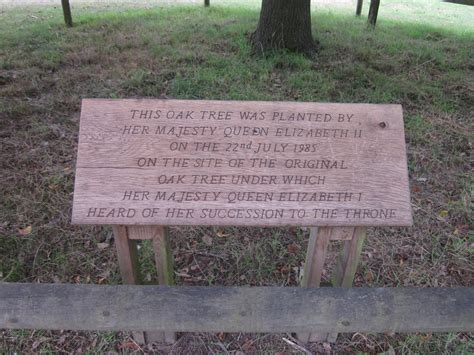 THIS OAK TREE WAS PLANTED BY
HER MAJESTY QUEEN ELIZABETH II
ON THE 22nd JULY 1985
ON THE SITE OF THE ORIGINAL
OAK TREE UNDER WHICH
HER MAJESTY QUEEN ELIZABETH I
HEARD OF HER SUCCESSION TO THE THRONE